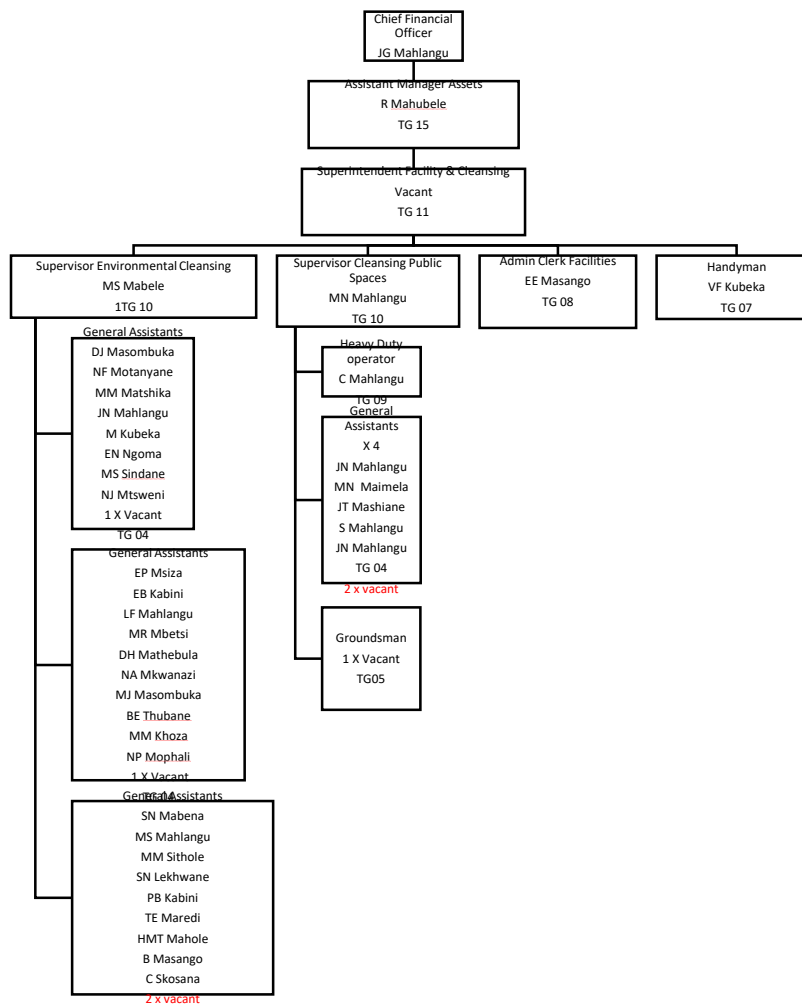 Chief Financial
Officer
JG Mahlangu
Assistant Manager Assets
R Mahubele
TG 15
Superintendent Facility & Cleansing
Vacant
TG 11
Supervisor Environmental Cleansing
MS Mabele
1TG 10
Supervisor Cleansing Public
Spaces
MN Mahlangu
TG 10
Admin Clerk Facilities
EE Masango
TG 08
Handyman
VF Kubeka
TG 07
General Assistants
DJ Masombuka
NF Motanyane
MM Matshika
JN Mahlangu
M Kubeka
EN Ngoma
MS Sindane
NJ Mtsweni
1 X Vacant
TG 04
General Assistants
EP Msiza
EB Kabini
LF Mahlangu
MR Mbetsi
DH Mathebula
NA Mkwanazi
MJ Masombuka
BE Thubane
MM Khoza
NP Mophali
1 X Vacant
TG 04
General Assistants
SN Mabena
MS Mahlangu
MM Sithole
SN Lekhwane
PB Kabini
TE Maredi
HMT Mahole
B Masango
C Skosana
2 x vacant
Heavy Duty
operator
C Mahlangu
TG 09
General
Assistants
X 4
JN Mahlangu
MN  Maimela
JT Mashiane
S Mahlangu
JN Mahlangu
TG 04
2 x vacant
Groundsman
1 X Vacant
TG05